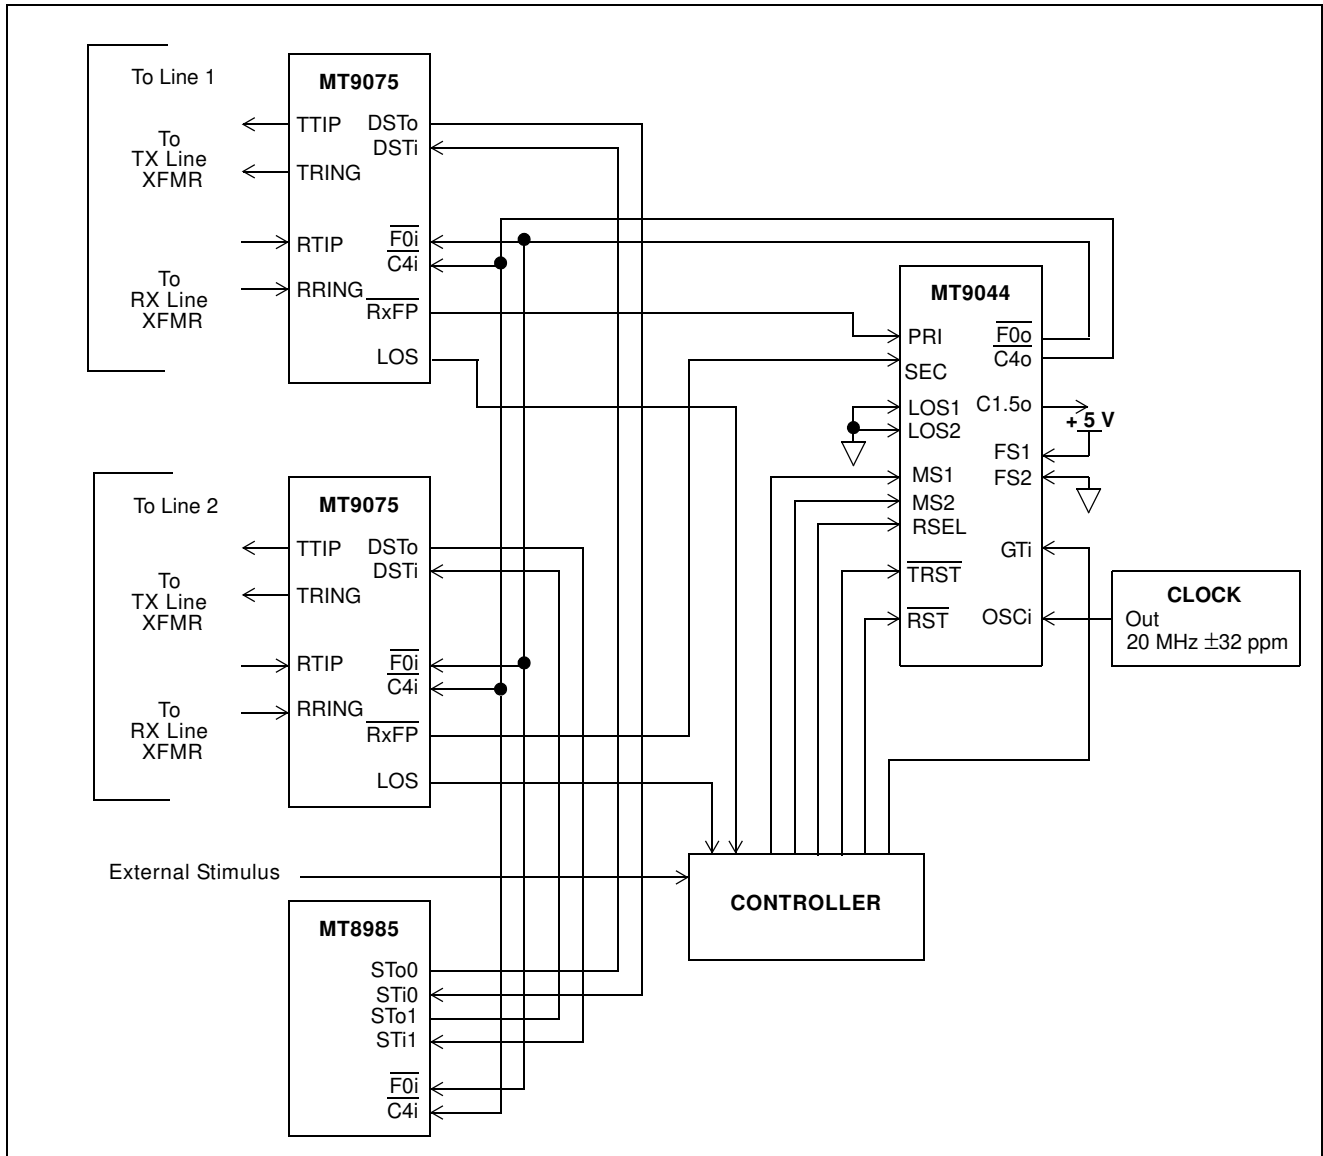 To Line 1
MT9075
TTIP
DSTo
DSTi
To
TX Line
XFMR
TRING
RTIP
F0i
C4i
To
RX Line
XFMR
RRING
RxFP
LOS
MT9044
PRI
F0o
C4o
SEC
LOS1
C1.5o
LOS2
+ 5 V
FS1
MS1
FS2
MS2
RSEL
GTi
TRST
RST
OSCi
CLOCK
Out
20 MHz ±32 ppm
To Line 2
MT9075
TTIP
DSTo
DSTi
To
TX Line
XFMR
TRING
RTIP
F0i
C4i
To
RX Line
XFMR
RRING
RxFP
LOS
External Stimulus
CONTROLLER
MT8985
STo0
STi0
STo1
STi1
F0i
C4i